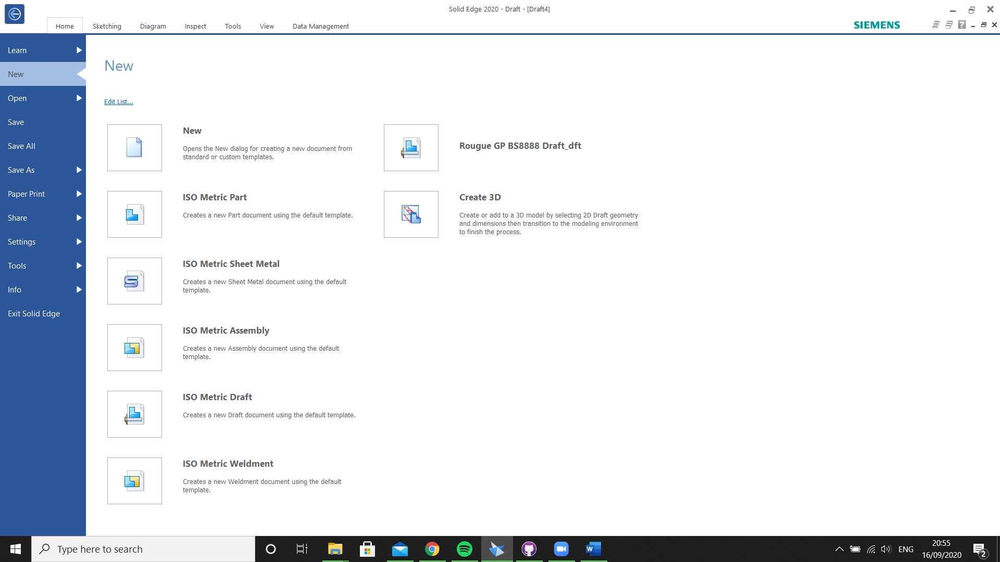 Solid Edge 2020 - Draft - [Draft4]
Home Sketching Diagram Inspect Tools View Data Management
SIEMENS
Learn
New
Open
Save
Save All
Save As
Paper Print
Share
Settings
Tools
Info
Exit Solid Edge
New
Edit List...
New
Opens the New dialog for creating a new document from
standard or custom templates.
Rougue GP BS8888 Draft_dft
ISO Metric Part
Creates a new Part document using the default template.
Create 3D
Create or add to a 3D model by selecting 2D Draft geometry
and dimensions then transition to the modeling environment
to finish the process.
ISO Metric Sheet Metal
Creates a new Sheet Metal document using the default
template.
ISO Metric Assembly
Creates a new Assembly document using the default
template.
ISO Metric Draft
Creates a new Draft document using the default template.
ISO Metric Weldment
Creates a new Weldment document using the default
template.
Type here to search
W
ENG
20:55
16/09/2020
2